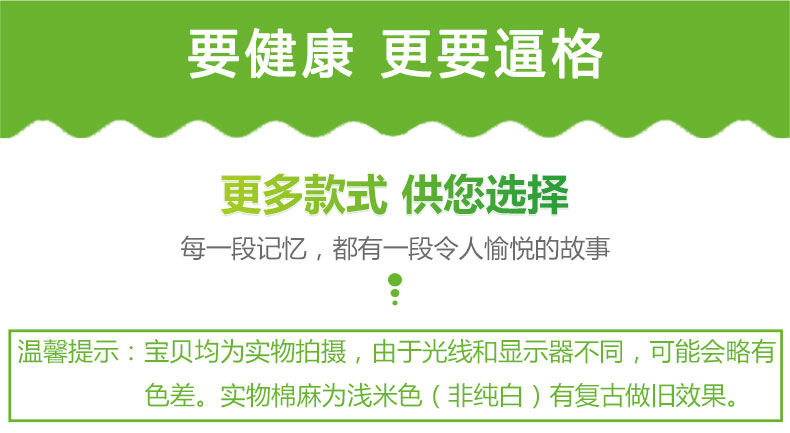 要健康 更要逼格
更多款式 供您选择
每一段记忆，都有一段令人愉悦的故事
温馨提示：宝贝均为实物拍摄，由于光线和显示器不同，可能会略有
色差。实物棉麻为浅米色（非纯白）有复古做旧效果。